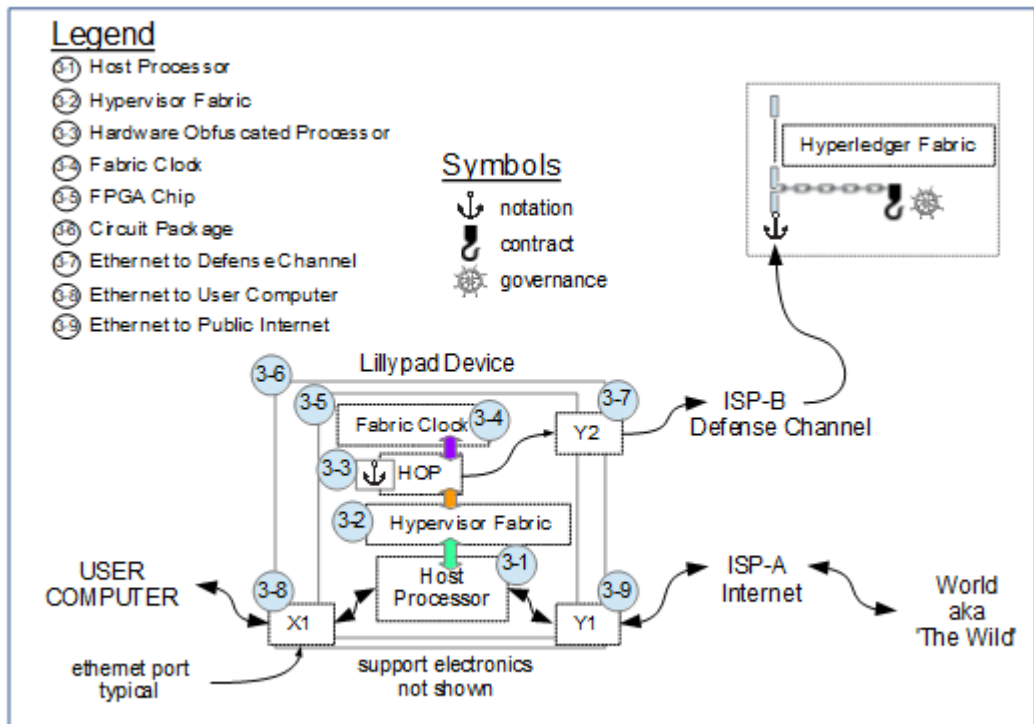 Legend
3-1 Host Processor
3-2 Hypervisor Fabric
3-3 Hardware Obfuscated Processor
3-4 Fabric Clock
3-5 FPGA Chip
3-6 Circuit Package
3-7 Ethernet to Defense Channel
3-8 Ethernet to User Computer
3-9 Ethernet to Public Internet
Symbols
notation
contract
governance
Hyperledger Fabric
Lillypad Device
3-6
3-5
3-7
Fabric Clock
3-4
Y2
ISP-B
Defense Channel
3-3
HOP
3-2
Hypervisor Fabric
3-1
Host
Processor
USER
COMPUTER
3-8
X1
3-9
Y1
ISP-A
Internet
World
aka
'The Wild'
ethernet port
typical
support electronics
not shown